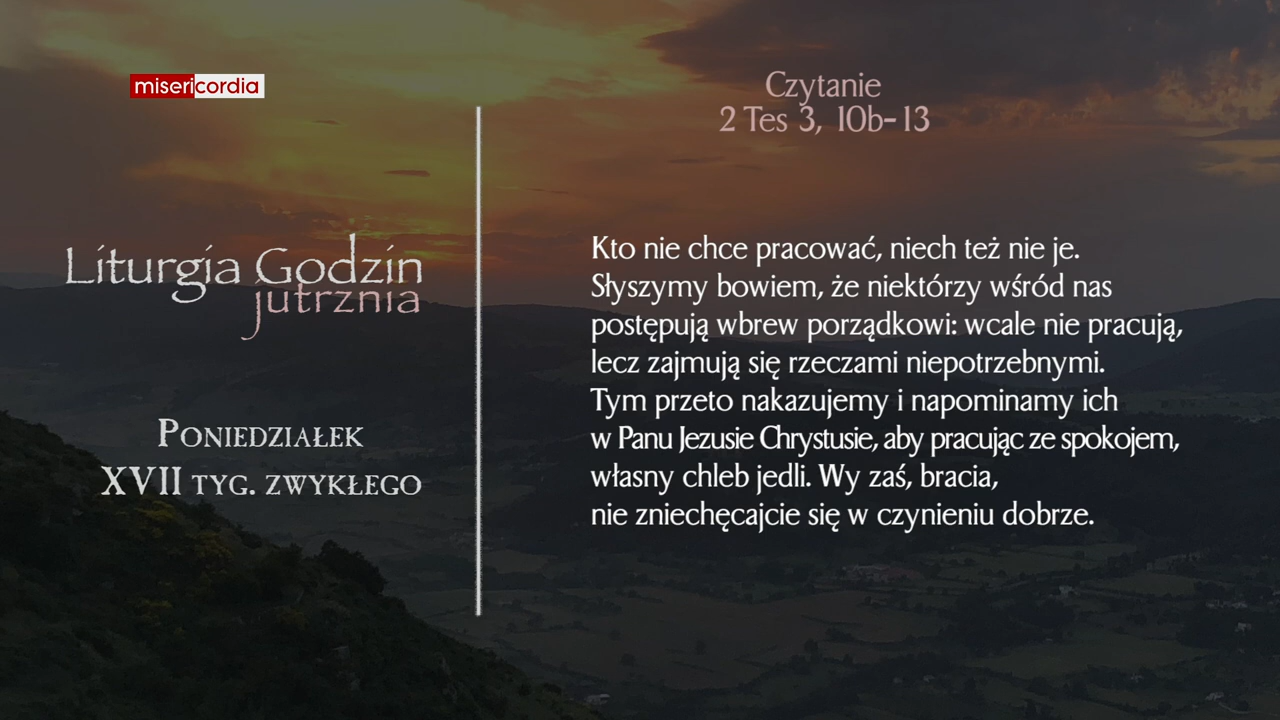 misericordia
Liturgia Godzin
jutrznia
Poniedziałek
XVII tyg. zwykłego
Czytanie
2 Tes 3, 10b-13
Kto nie chce pracować, niech też nie je.
Słyszymy bowiem, że niektórzy wśród nas
postępują wbrew porządkowi: wcale nie pracują,
lecz zajmują się rzeczami niepotrzebnymi.
Tym przeto nakazujemy i napominamy ich
w Panu Jezusie Chrystusie, aby pracując ze spokojem,
własny chleb jedli. Wy zaś, bracia,
nie zniechęcajcie się w czynieniu dobrze.